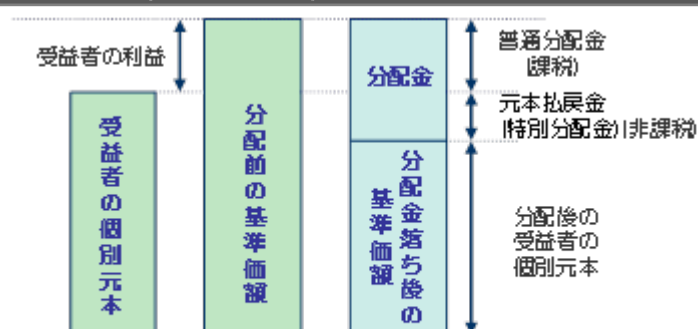 受益者の利益
受益者の個別元本
分配前の基準価額
分配金
分配金落ち後の
基準価額
普通分配金
(課税)
元本払戻金
(特別分配金)(非課税)
分配後の
受益者の
個別元本